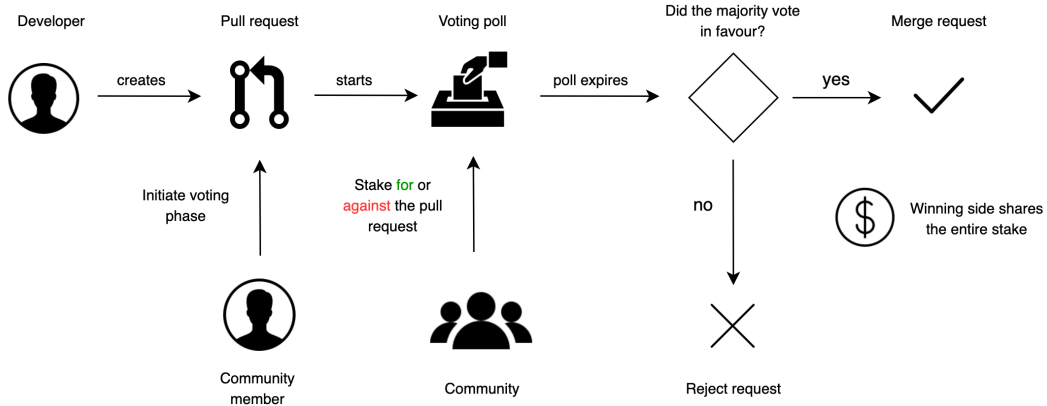 Developer
Pull request
Voting poll
Did the majority vote
in favour?
Merge request
creates
starts
poll expires
yes
Initiate voting
phase
Stake for or
against the pull
request
no
$
Winning side shares
the entire stake
Community
member
Community
Reject request